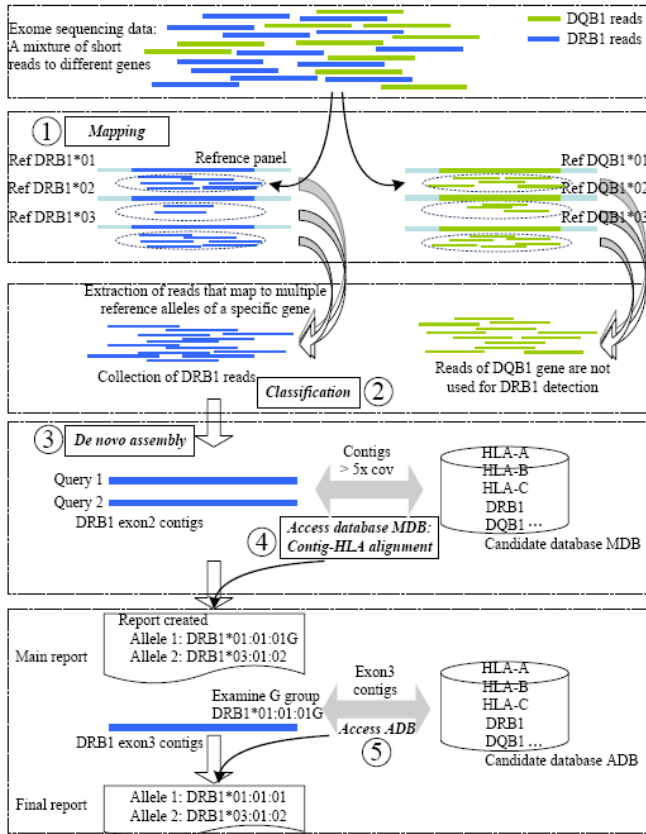 Exome sequencing data:
A mixture of short
reads to different genes
DQB1 reads
DRB1 reads
1 Mapping
Ref DRB1*01
Refrence panel
Ref DQB1*01
Ref DRB1*02
Ref DQB1*02
Ref DRB1*03
Ref DQB1*03
Extraction of reads that map to multiple
reference alleles of a specific gene
Collection of DRB1 reads
Reads of DQB1 gene are not
used for DRB1 detection
Classification 2
3 De novo assembly
Query 1
Query 2
DRB1 exon2 contigs
Contigs
> 5x cov
HLA-A
HLA-B
HLA-C
DRB1
DQB1 ...
Candidate database MDB
4 Access database MDB:
Contig-HLA alignment
Main report
Report created
Allele 1: DRB1*01:01:01G
Allele 2: DRB1*03:01:02
Examine G group
DRB1*01:01:01G
DRB1 exon3 contigs
Exon3
contigs
Access ADB
5
HLA-A
HLA-B
HLA-C
DRB1
DQB1 ...
Candidate database ADB
Final report
Allele 1: DRB1*01:01:01
Allele 2: DRB1*03:01:02